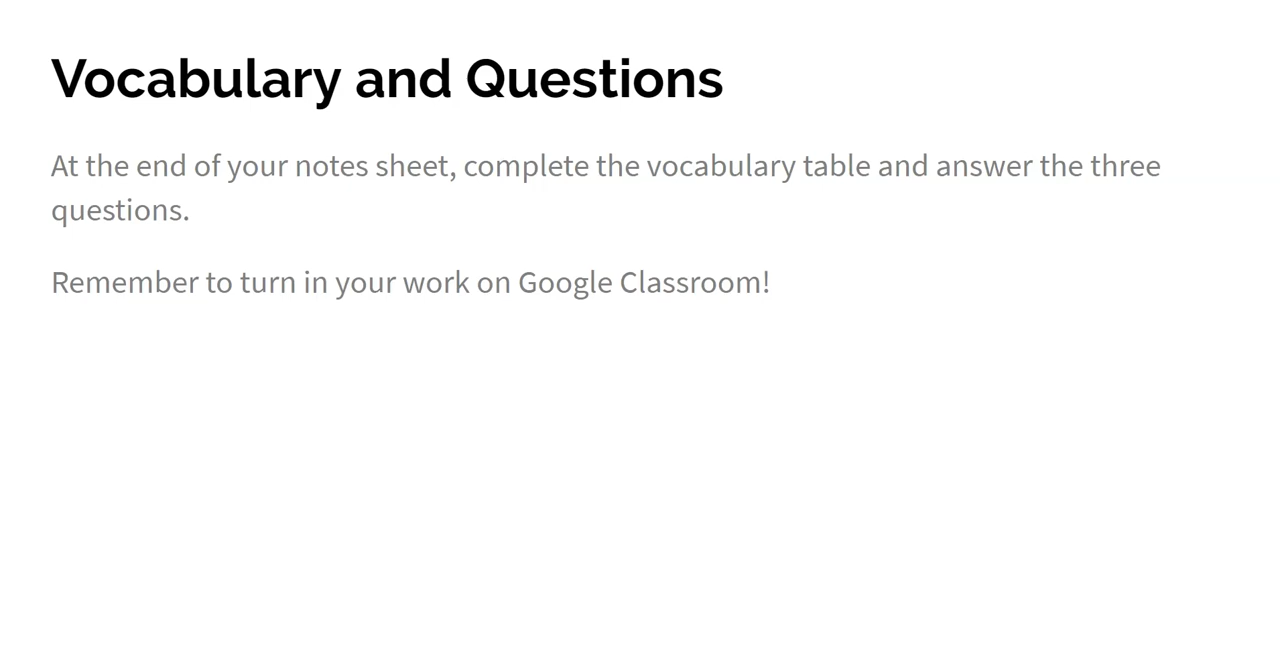 Vocabulary and Questions
At the end of your notes sheet, complete the vocabulary table and answer the three
questions.
Remember to turn in your work on Google Classroom!